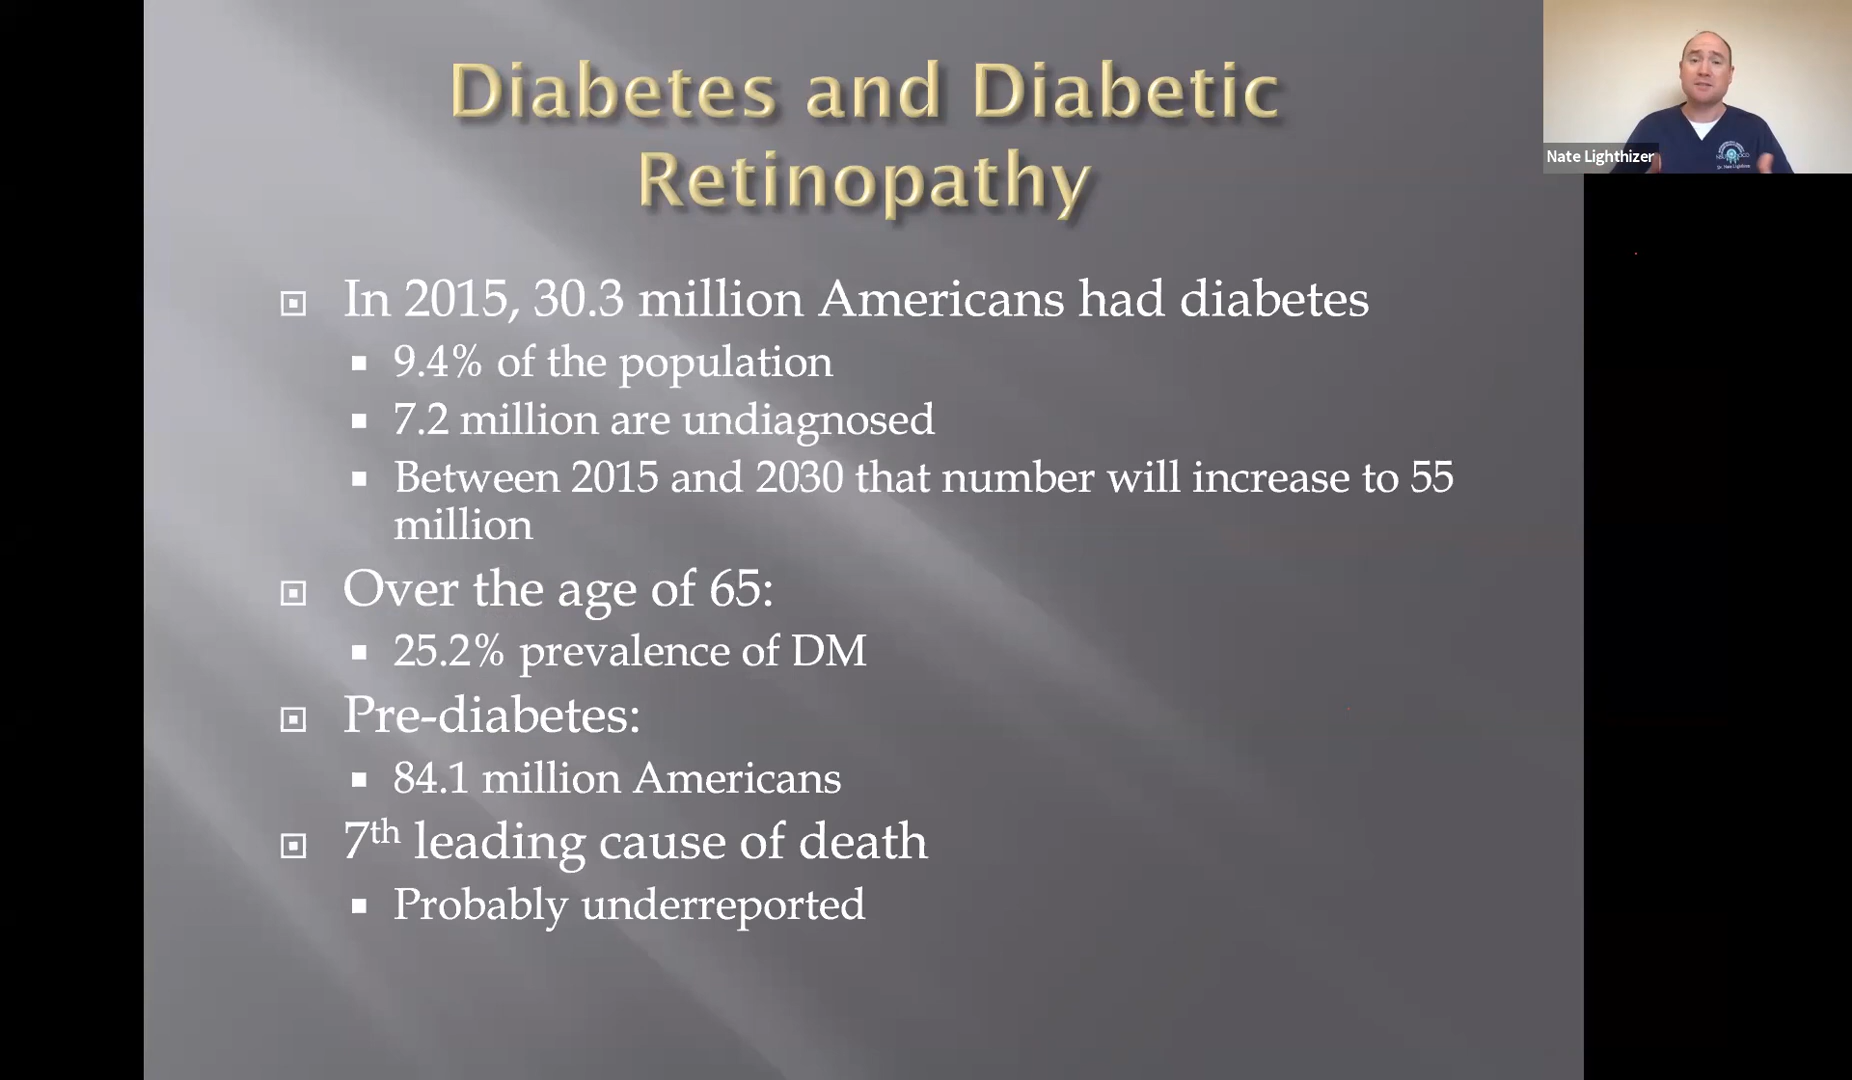 Diabetes and Diabetic
Retinopathy
Nate Lighthizer
In 2015, 30.3 million Americans had diabetes
9.4% of the population
7.2 million are undiagnosed
Between 2015 and 2030 that number will increase to 55
million
Over the age of 65:
25.2% prevalence of DM
Pre-diabetes:
84.1 million Americans
7th leading cause of death
Probably underreported